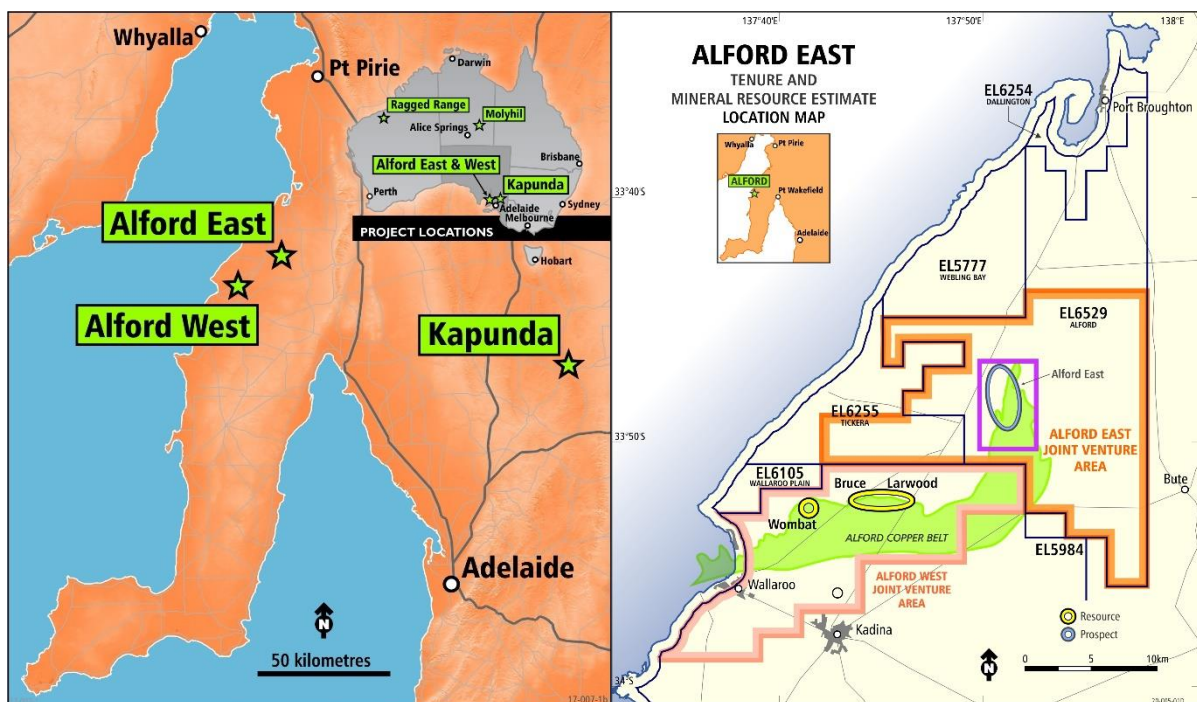 Whyalla
Pt Pirie
Alford East
Alford West
Kapunda
Adelaide
N
50 kilometres
17-007-1b
Darwin
Ragged Range
Molyhil
Alice Springs
Alford East & West
Brisbane
Kapunda
Perth
Adelaide
Sydney
Melbourne
PROJECT LOCATIONS
Hobart
137°40'E
137°50'E
138°E
ALFORD EAST
TENURE AND
MINERAL RESOURCE ESTIMATE
LOCATION MAP
Whyalla
Pt Pirie
ALFORD
Pt Wakefield
Adelaide
EL6254
DALLINGTON
Port Broughton
33°40'S
EL5777
WEBLING BAY
EL6529
ALFORD
Alford East
EL6255
TICKERA
33°50'S
ALFORD EAST
JOINT VENTURE
AREA
EL6105
WALLAROO PLAIN
Bruce
Larwood
Bute
Wombat
ALFORD COPPER BELT
EL5984
Wallaroo
ALFORD WEST
JOINT VENTURE
AREA
Resource
Prospect
Kadina
N
0 5 10km
34°S